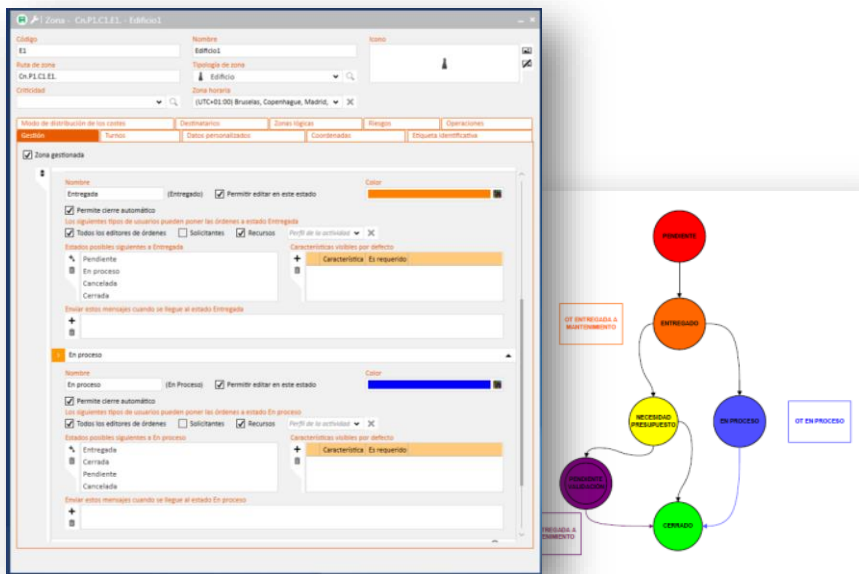 Zona - Cn.P1.C1.E1. - Edificio1
Código
Nombre
Icono
E1
Edificio1
Ruta de zona
Tipología de zona
Cn.P1.C1.E1.
Edificio
Criticidad
Zona horaria
(UTC+01:00) Bruselas, Copenhague, Madrid,
Modo de distribución de los costes
Destinatarios
Zonas lógicas
Riesgos
Operaciones
Gestión
Turnos
Datos personalizados
Coordenadas
Etiqueta identificativa
Zona gestionada
Nombre
Color
Entregada
(Entregado)
Permitir editar en este estado
Permite cierre automático
Los siguientes tipos de usuarios pueden poner las órdenes a estado Entregada
Todos los editores de órdenes
Solicitantes
Recursos
Perfil de la actividad
Estados posibles siguientes a Entregada
Características visibles por defecto
Pendiente
En proceso
Cancelada
Cerrada
Característica
Es requerido
Enviar estos mensajes cuando se llegue al estado Entregada
En proceso
Nombre
Color
En proceso
(En Proceso)
Permitir editar en este estado
Permite cierre automático
Los siguientes tipos de usuarios pueden poner las órdenes a estado En proceso
Todos los editores de órdenes
Solicitantes
Recursos
Perfil de la actividad
Estados posibles siguientes a En proceso
Características visibles por defecto
Entregada
Cerrada
Pendiente
Cancelada
Característica
Es requerido
Enviar estos mensajes cuando se llegue al estado En proceso
PENDIENTE
OT ENTREGADA A
MANTENIMIENTO
ENTREGADO
NECESIDAD
PRESUPUESTO
EN PROCESO
OT EN PROCESO
PENDIENTE
VALIDACION
CERRADO
TREGADA A
ENIMIENTO